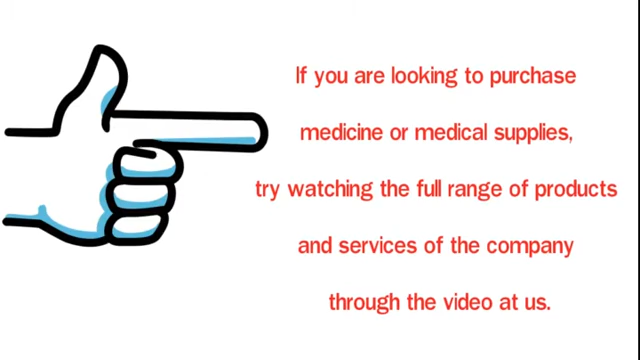 If you are looking to purchase
medicine or medical supplies,
try watching the full range of products
and services of the company
through the video at us.